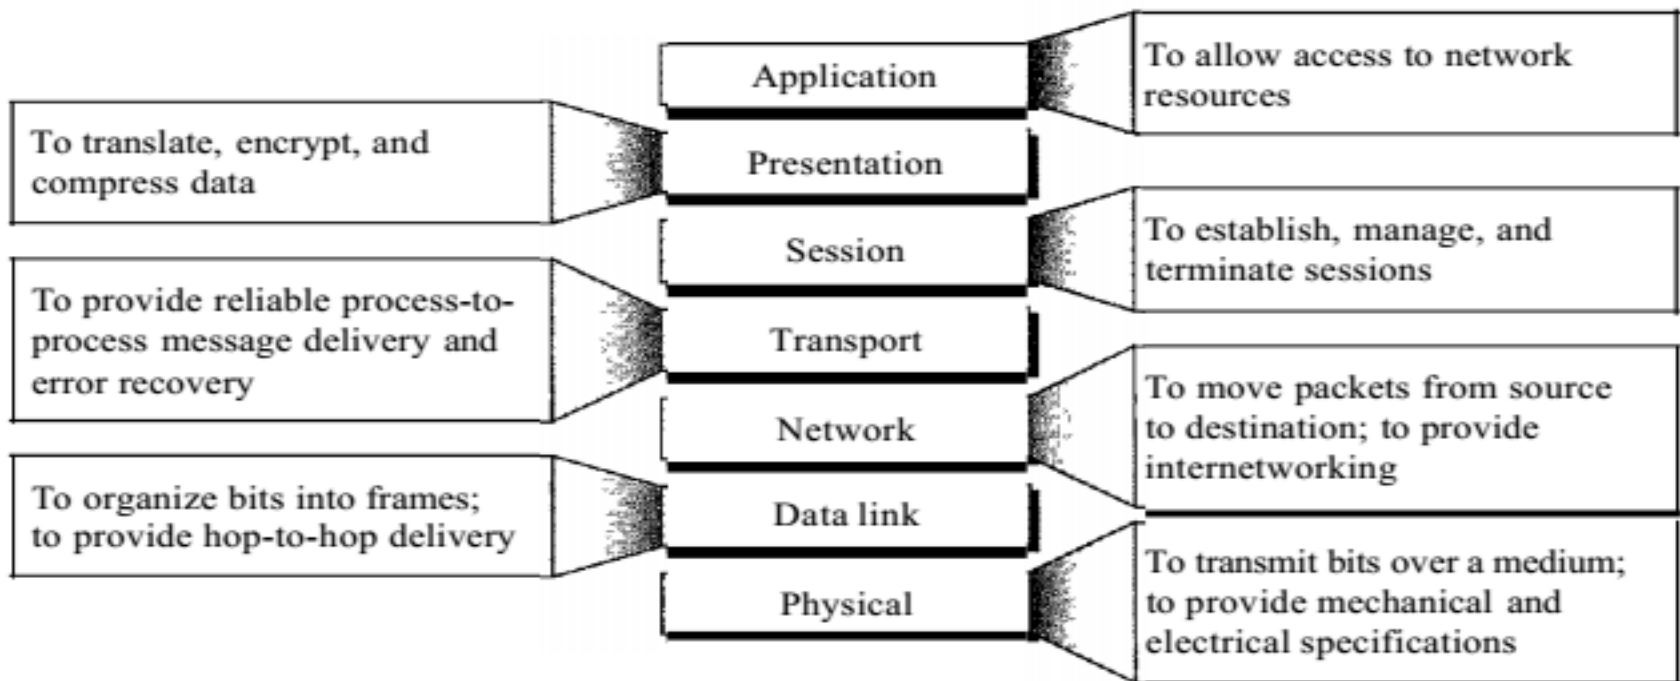 Application
To allow access to network
resources
To translate, encrypt, and
compress data
Presentation
Session
To establish, manage, and
terminate sessions
To provide reliable process-to-
process message delivery and
error recovery
Transport
Network
To move packets from source
to destination; to provide
internetworking
To organize bits into frames;
to provide hop-to-hop delivery
Data link
Physical
To transmit bits over a medium;
to provide mechanical and
electrical specifications